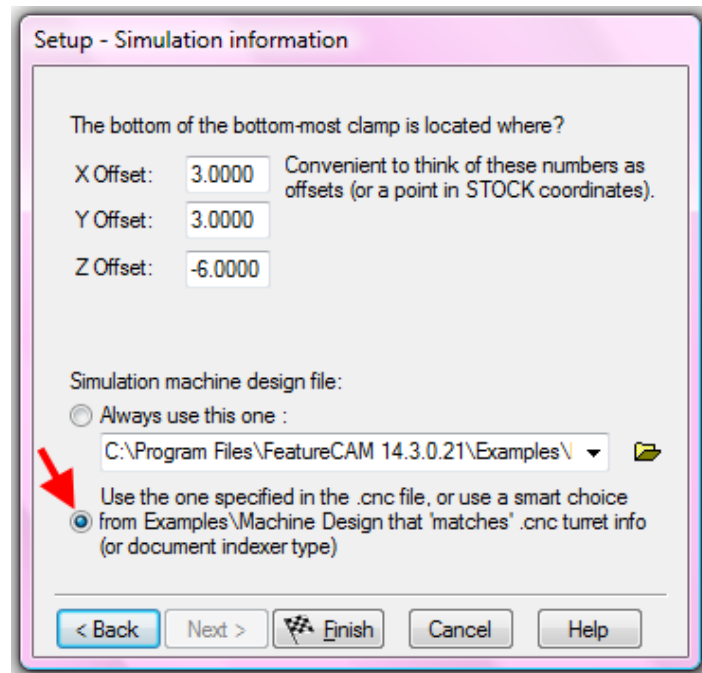 Setup - Simulation information
The bottom of the bottom-most clamp is located where?
X Offset: 3.0000
Convenient to think of these numbers as
offsets (or a point in STOCK coordinates).
Y Offset: 3.0000
Z Offset: -6.0000
Simulation machine design file:
Always use this one :
C:\Program Files\FeatureCAM 14.3.0.21\Examples\
Use the one specified in the .cnc file, or use a smart choice
from Examples\Machine Design that 'matches' .cnc turret info
(or document indexer type)
< Back Next > Finish Cancel Help